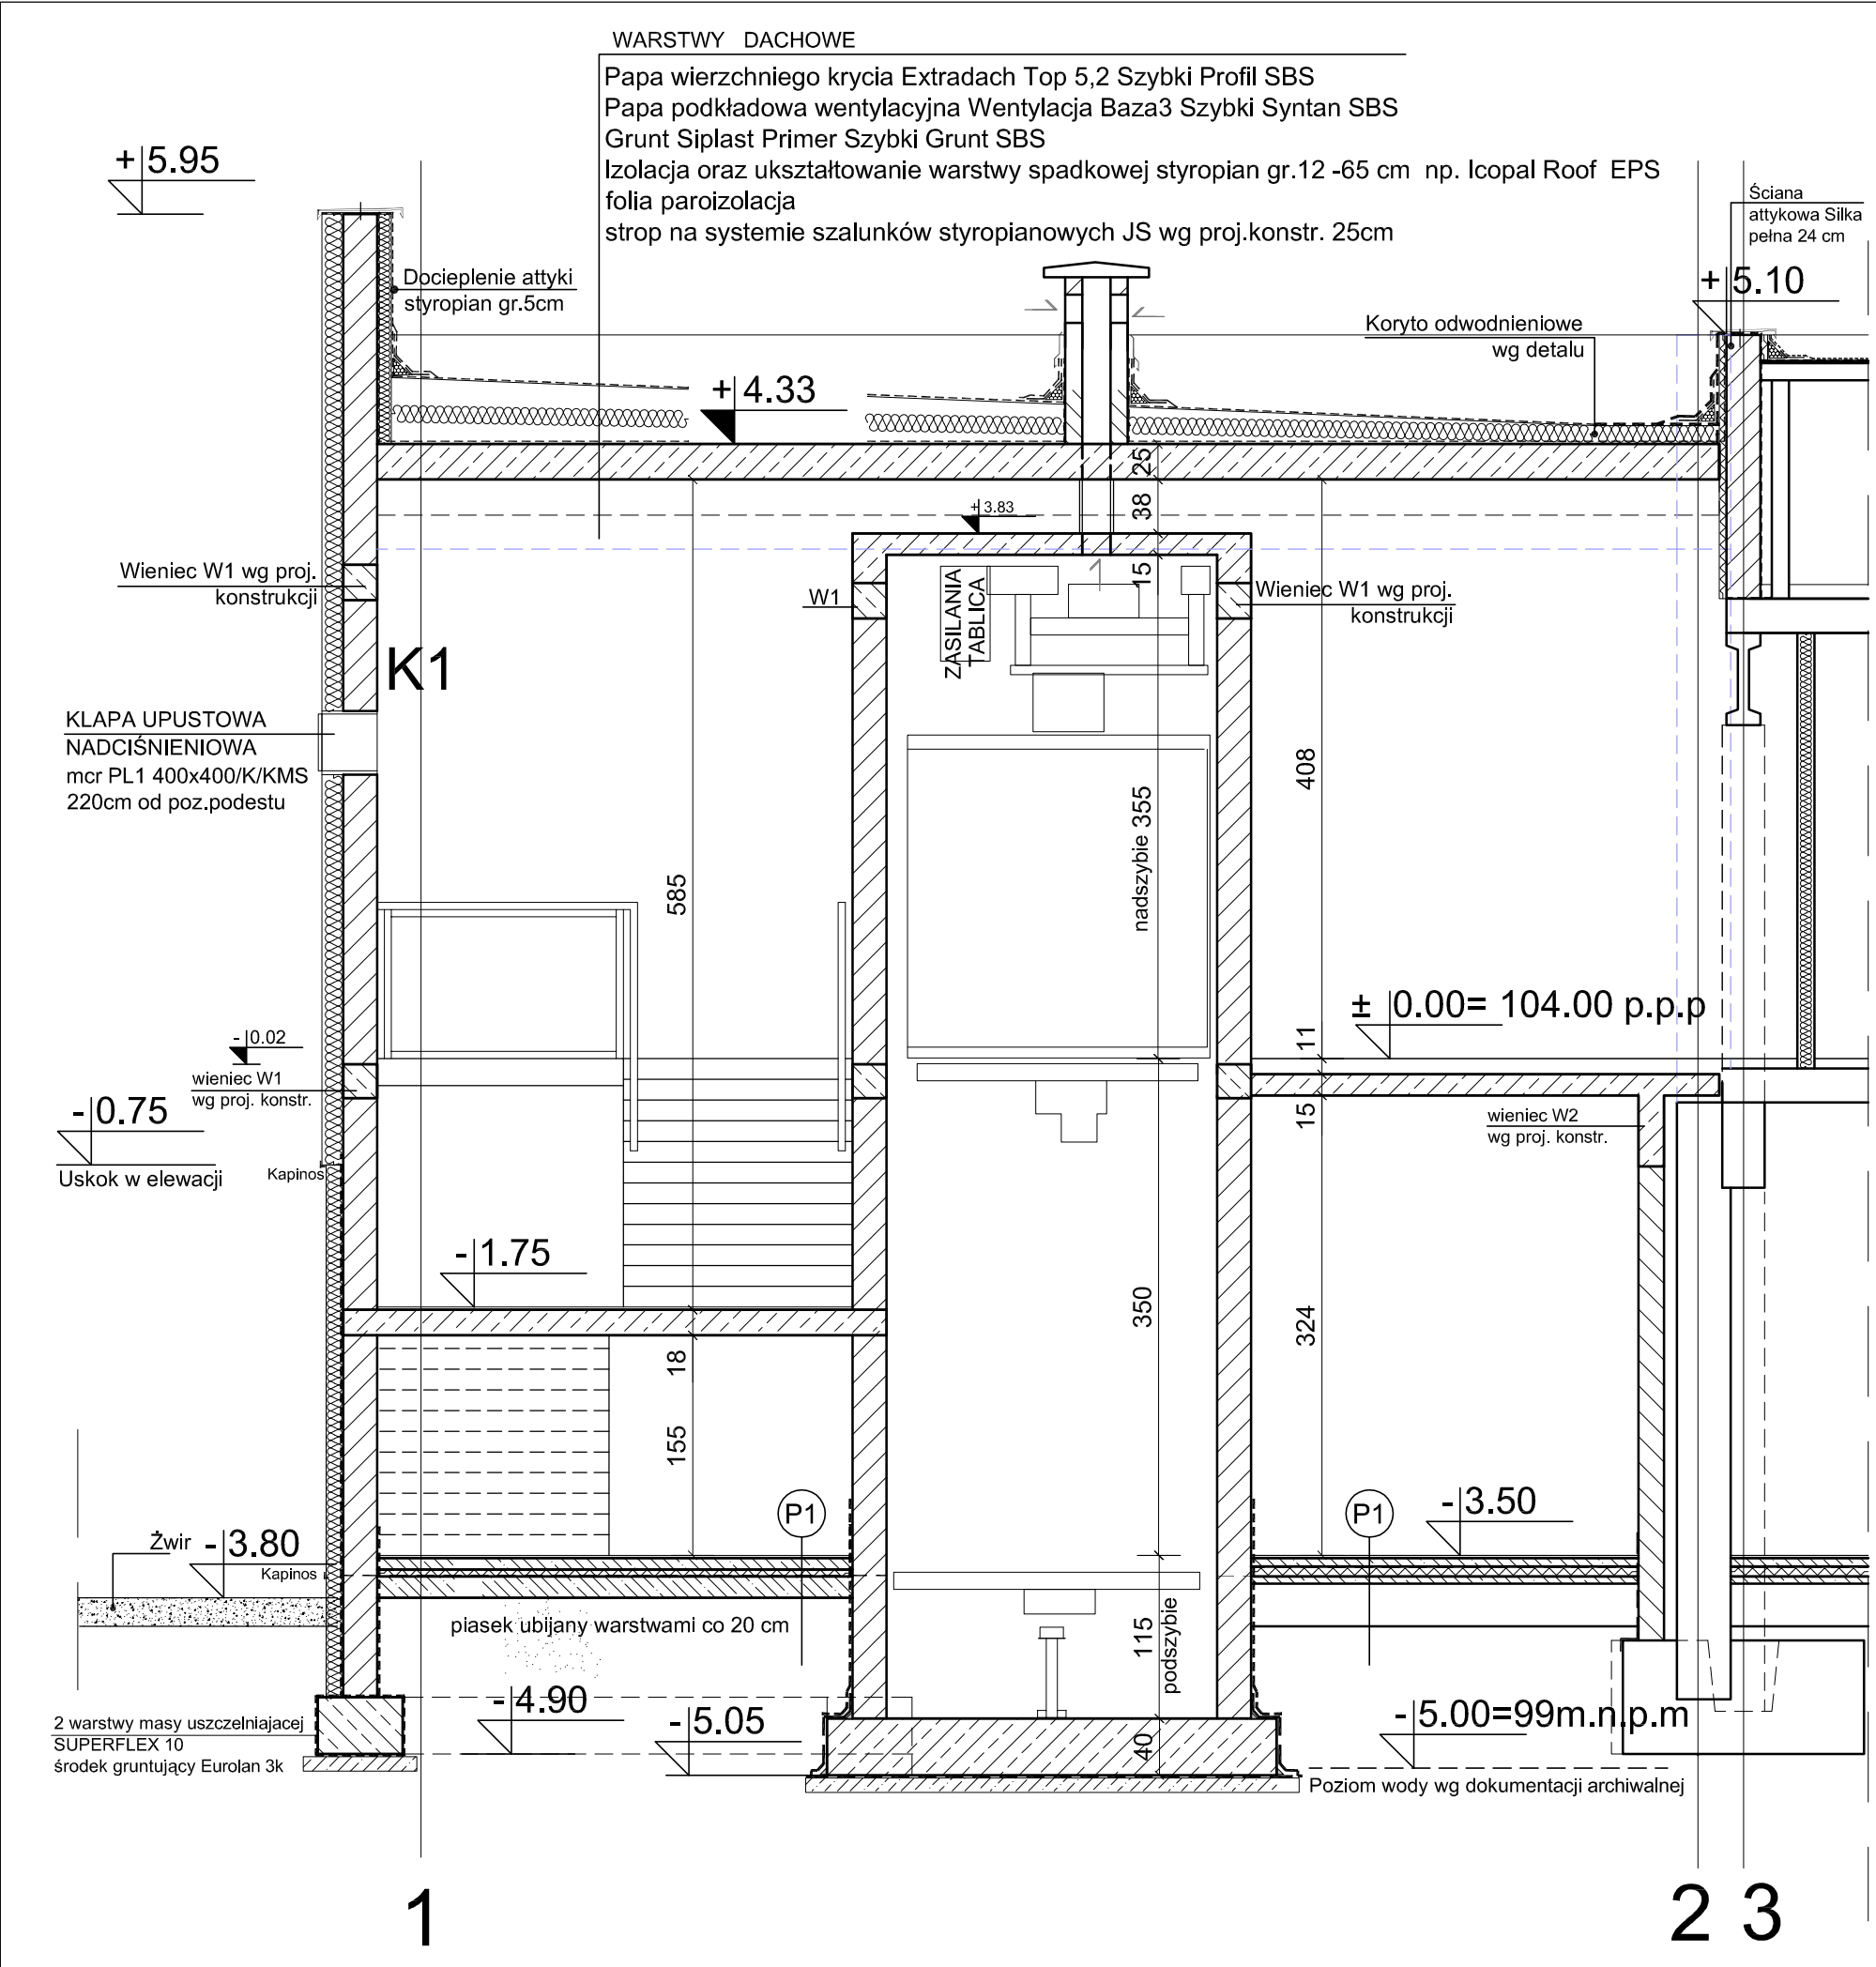 WARSTWY DACHOWE
Papa wierzchniego krycia Extradach Top 5,2 Szybki Profil SBS
Papa podkładowa wentylacyjna Wentylacja Baza3 Szybki Syntan SBS
Grunt Siplast Primer Szybki Grunt SBS
Izolacja oraz ukształtowanie warstwy spadkowej styropian gr.12 -65 cm np. Icopal Roof EPS
folia paroizolacja
strop na systemie szalunków styropianowych JS wg proj.konstr. 25cm
+5.95
Ściana
attykowa Silka
pełna 24 cm
Docieplenie attyki
styropian gr.5cm
+5.10
Koryto odwodnieniowe
wg detalu
+4.33
25
38
+3.83
15
Wieniec W1 wg proj.
konstrukcji
W1
ZASILANIA
TABLICA
Wieniec W1 wg proj.
konstrukcji
K1
KLAPA UPUSTOWA
NADCIŚNIENIOWA
mcr PL1 400x400/K/KMS
220cm od poz.podestu
585
nadszybie 355
408
± 0.00= 104.00 p.p.p
11
-0.02
wieniec W1
wg proj. konstr.
-0.75
Uskok w elewacji
Kapinos
15
wieniec W2
wg proj. konstr.
-1.75
350
324
18
155
P1
P1
-3.50
Żwir
-3.80
Kapinos
piasek ubijany warstwami co 20 cm
115
podszybie
2 warstwy masy uszczelniajacej
SUPERFLEX 10
środek gruntujący Eurolan 3k
-4.90
-5.05
40
-5.00=99m.n.p.m
Poziom wody wg dokumentacji archiwalnej
1
2
3